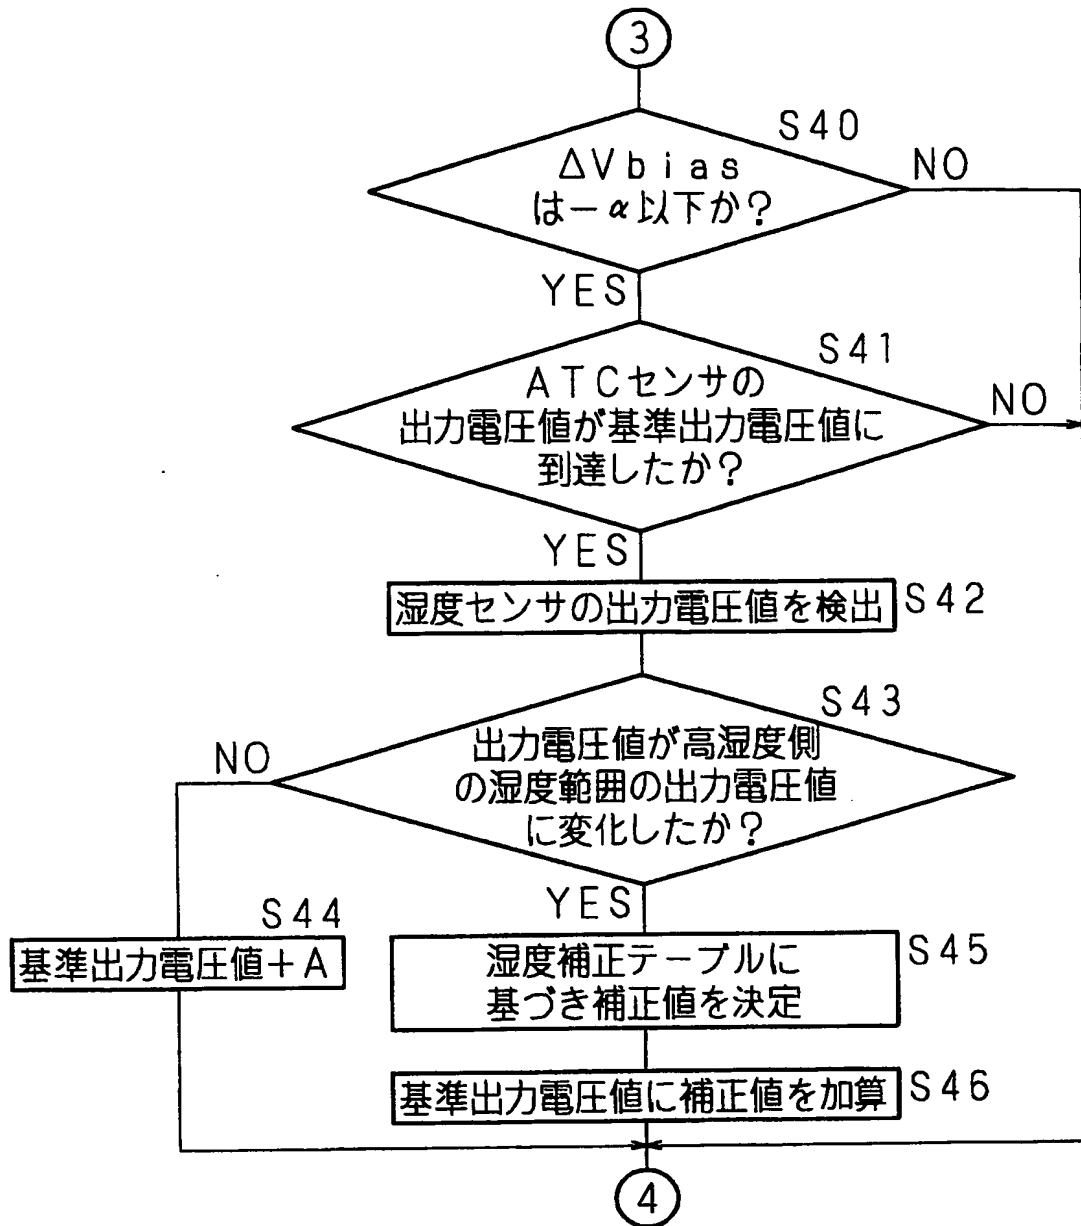 3
S40
ΔVbias
は-α以下か?
NO
YES
S41
ATCセンサの
出力電圧値が基準出力電圧値に
到達したか?
NO
YES
湿度センサの出力電圧値を検出
S42
S43
出力電圧値が高湿度側
の湿度範囲の出力電圧値
に変化したか?
NO
YES
S44
基準出力電圧値+A
湿度補正テーブルに
基づき補正値を決定
S45
基準出力電圧値に補正値を加算
S46
4